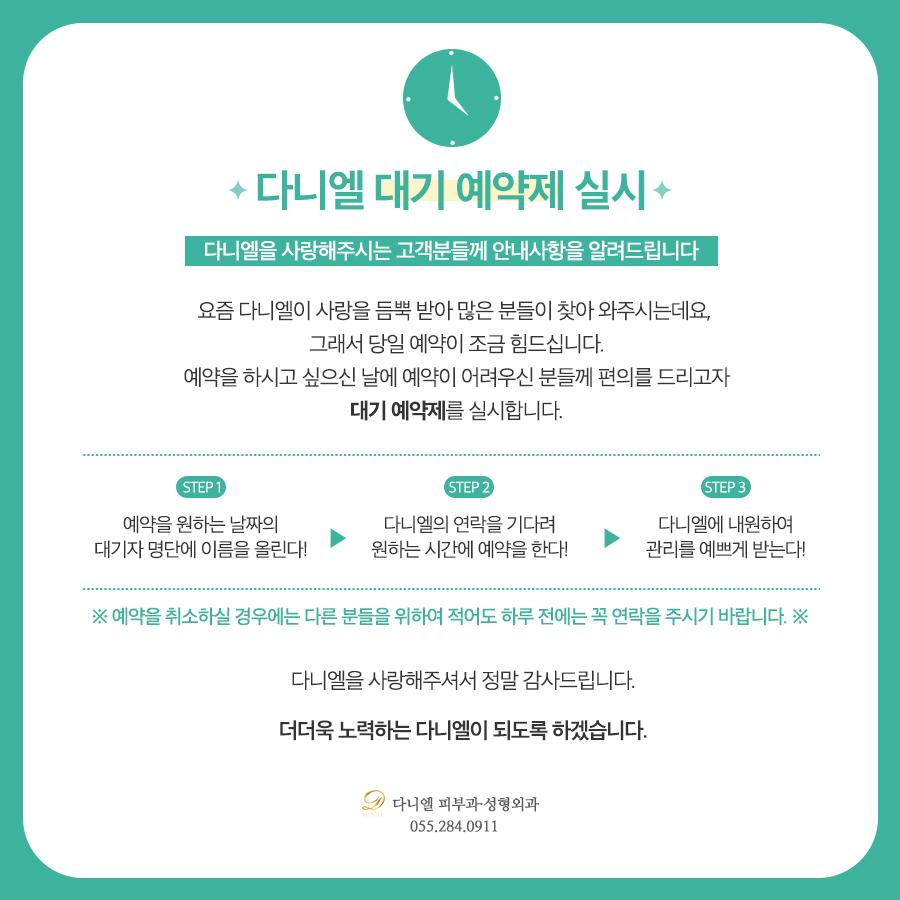 다니엘 대기 예약제 실시
다니엘을 사랑해주시는 고객분들께 안내사항을 알려드립니다
요즘 다니엘이 사랑을 듬뿍 받아 많은 분들이 찾아 와주시는데요,
그래서 당일 예약이 조금 힘드십니다.
예약을 하시고 싶으신 날에 예약이 어려우신 분들께 편의를 드리고자
대기 예약제를 실시합니다.
STEP 1
예약을 원하는 날짜의
대기자 명단에 이름을 올린다!
STEP 2
다니엘의 연락을 기다려
원하는 시간에 예약을 한다!
STEP 3
다니엘에 내원하여
관리를 예쁘게 받는다!
※ 예약을 취소하실 경우에는 다른 분들을 위하여 적어도 하루 전에는 꼭 연락을 주시기 바랍니다. ※
다니엘을 사랑해주셔서 정말 감사드립니다.
더더욱 노력하는 다니엘이 되도록 하겠습니다.
다니엘 피부과·성형외과
055.284.0911